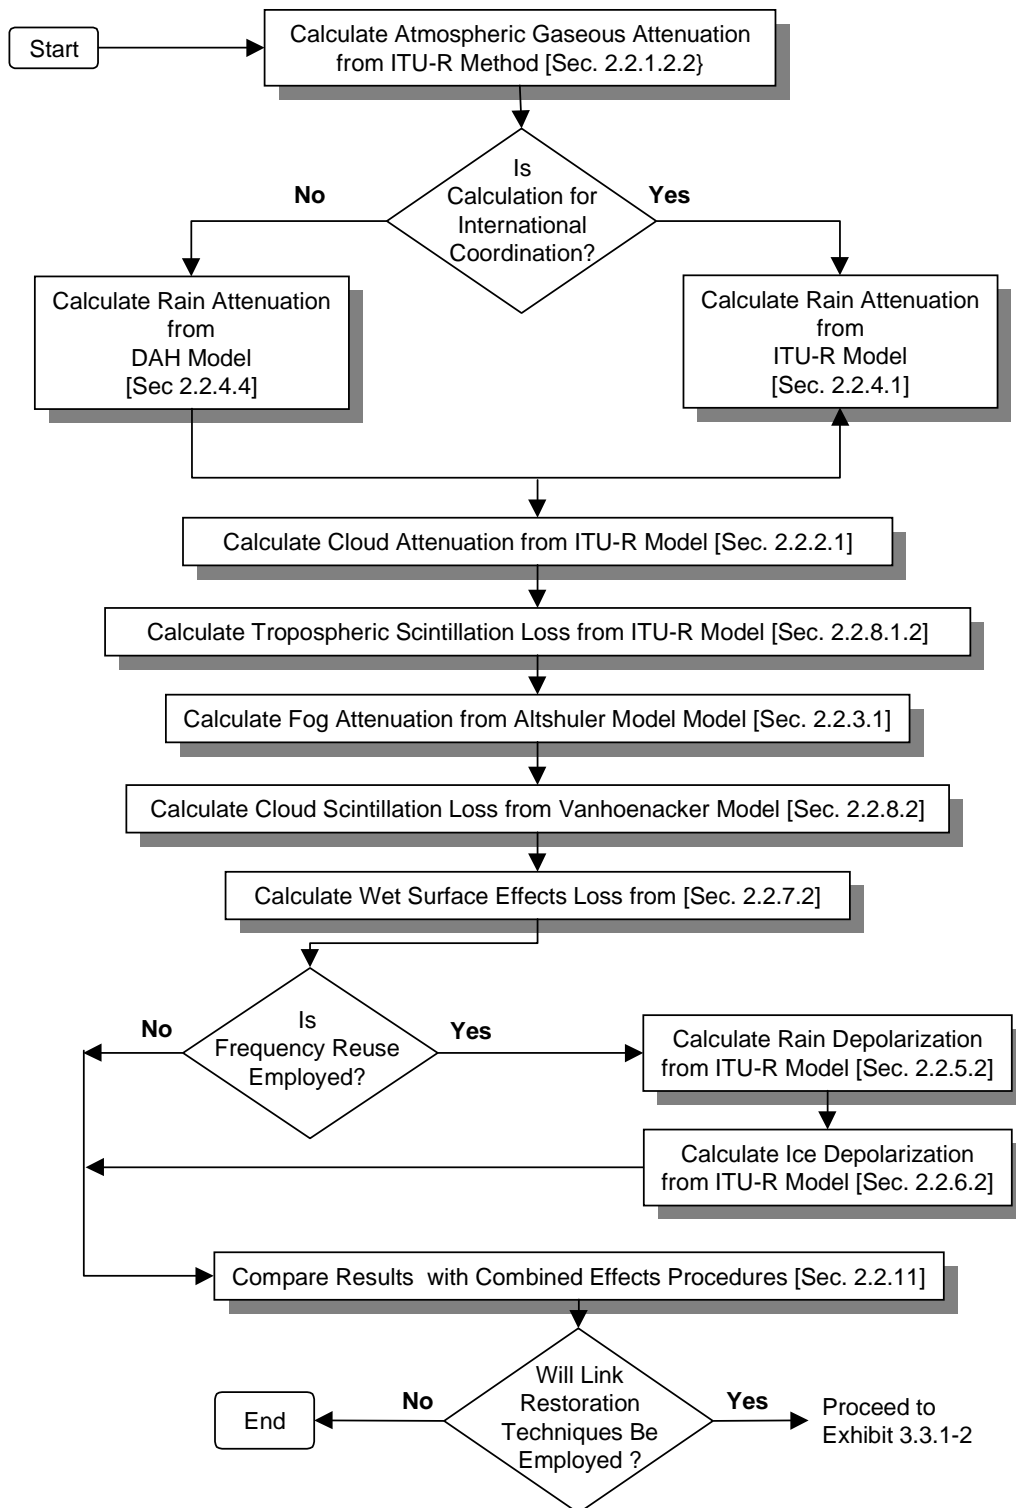 Start
Calculate Atmospheric Gaseous Attenuation
from ITU-R Method [Sec. 2.2.1.2.2}
Is
Calculation for
International
Coordination?
No
Yes
Calculate Rain Attenuation
from
DAH Model
[Sec 2.2.4.4]
Calculate Rain Attenuation
from
ITU-R Model
[Sec. 2.2.4.1]
Calculate Cloud Attenuation from ITU-R Model [Sec. 2.2.2.1]
Calculate Tropospheric Scintillation Loss from ITU-R Model [Sec. 2.2.8.1.2]
Calculate Fog Attenuation from Altshuler Model Model [Sec. 2.2.3.1]
Calculate Cloud Scintillation Loss from Vanhoenacker Model [Sec. 2.2.8.2]
Calculate Wet Surface Effects Loss from [Sec. 2.2.7.2]
Is
Frequency Reuse
Employed?
No
Yes
Calculate Rain Depolarization
from ITU-R Model [Sec. 2.2.5.2]
Calculate Ice Depolarization
from ITU-R Model [Sec. 2.2.6.2]
Compare Results  with Combined Effects Procedures [Sec. 2.2.11]
Will Link
Restoration
Techniques Be
Employed ?
No
Yes
End
Proceed to
Exhibit 3.3.1-2